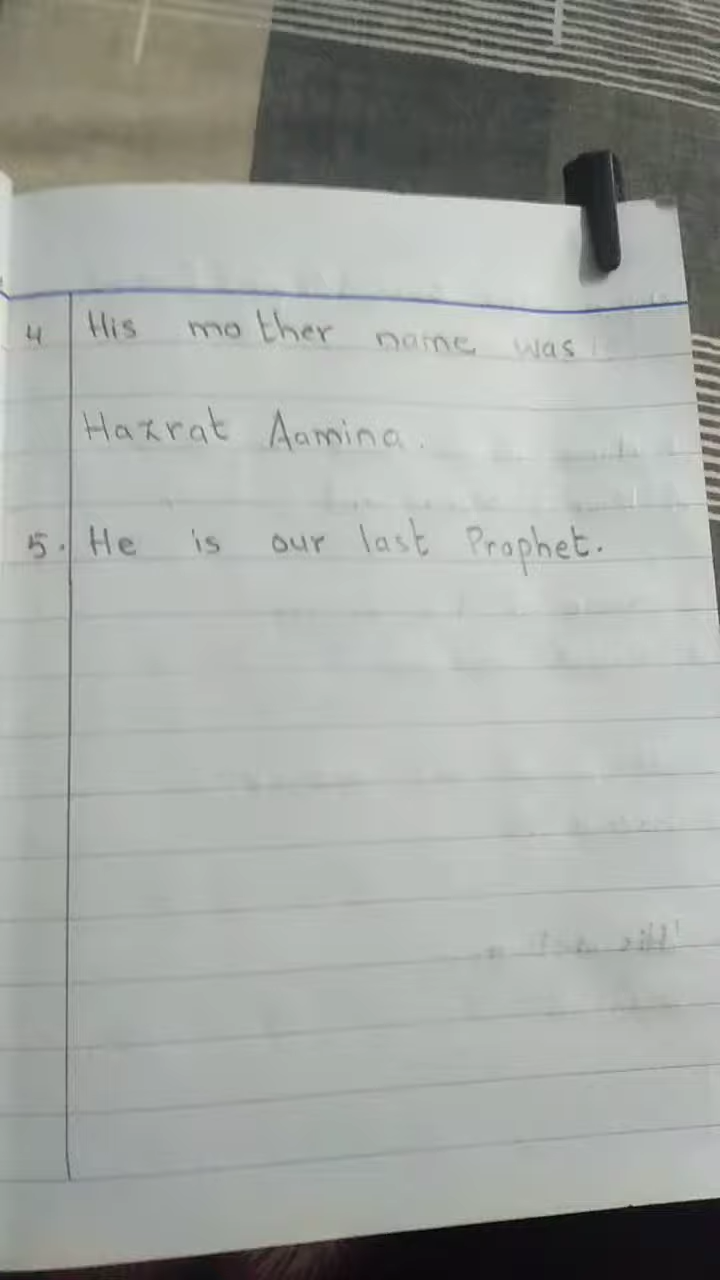 4 His mother name was
Hazrat Aamina.
5. He is our last Prophet.